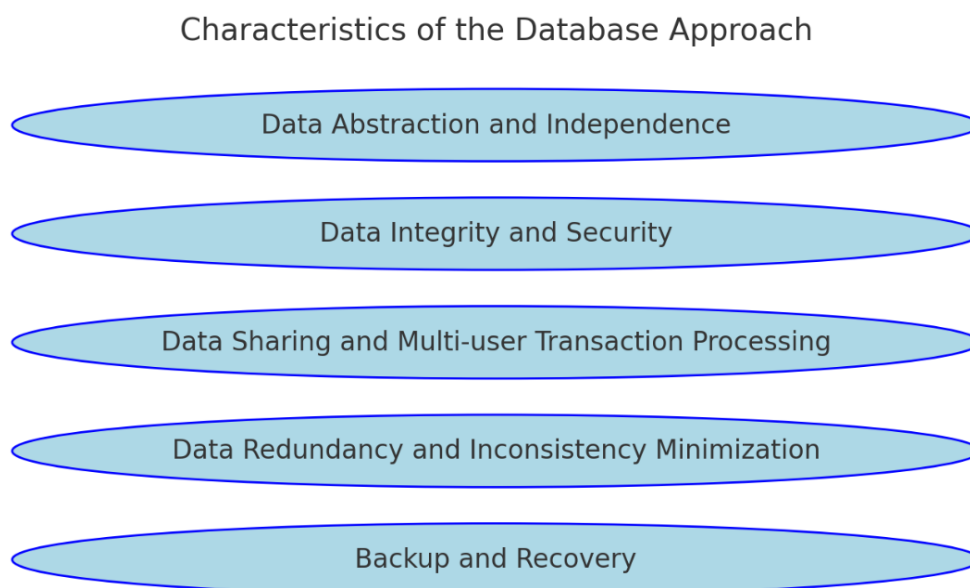 Characteristics of the Database Approach
Data Abstraction and Independence
Data Integrity and Security
Data Sharing and Multi-user Transaction Processing
Data Redundancy and Inconsistency Minimization
Backup and Recovery